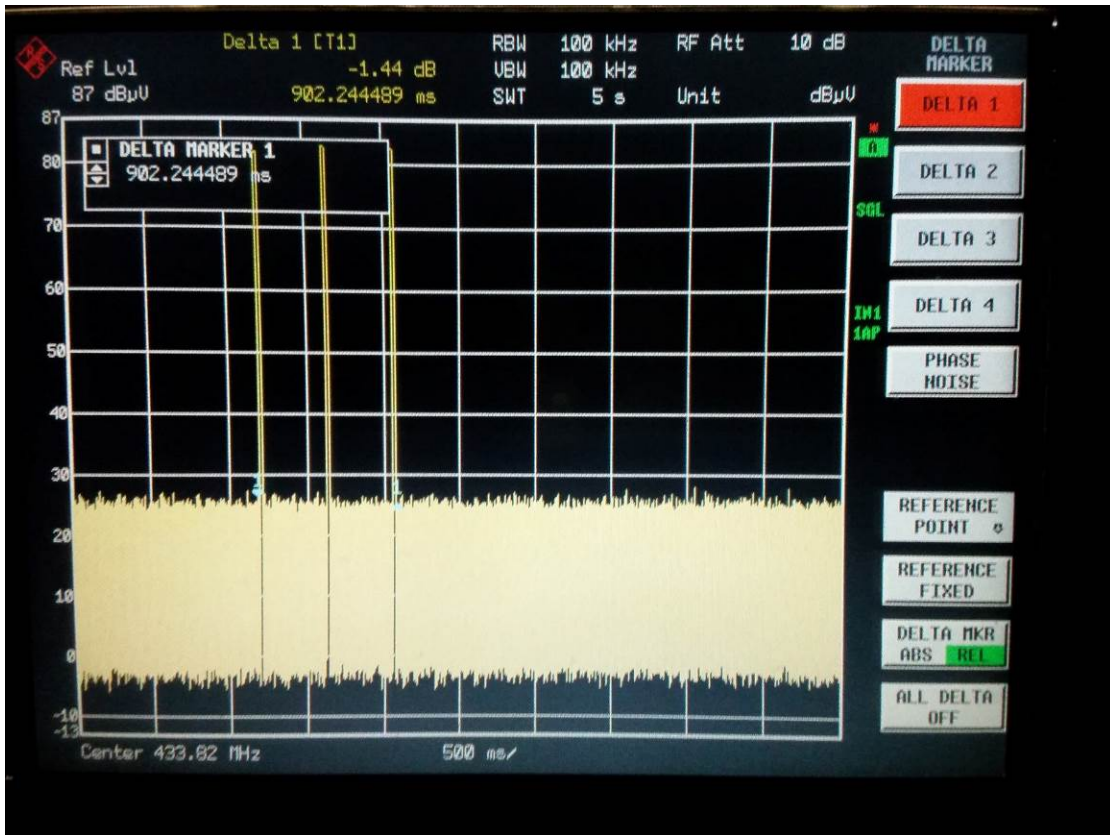 R&S
Delta 1 [T1]
RBW 100 kHz RF Att 10 dB
Ref Lvl -1.44 dB VBW 100 kHz
87 dBµV 902.244489 ms SWT 5 s Unit dBµV
DELTA MARKER
DELTA 1
DELTA 2
DELTA 3
DELTA 4
PHASE NOISE
REFERENCE POINT
REFERENCE FIXED
DELTA MKR
ABS REL
ALL DELTA OFF
87
80
70
60
50
40
30
20
10
0
-10
-13
DELTA MARKER 1
902.244489 ms
1
1
*
A
SGL
IN1
1AP
Center 433.82 MHz 500 ms/